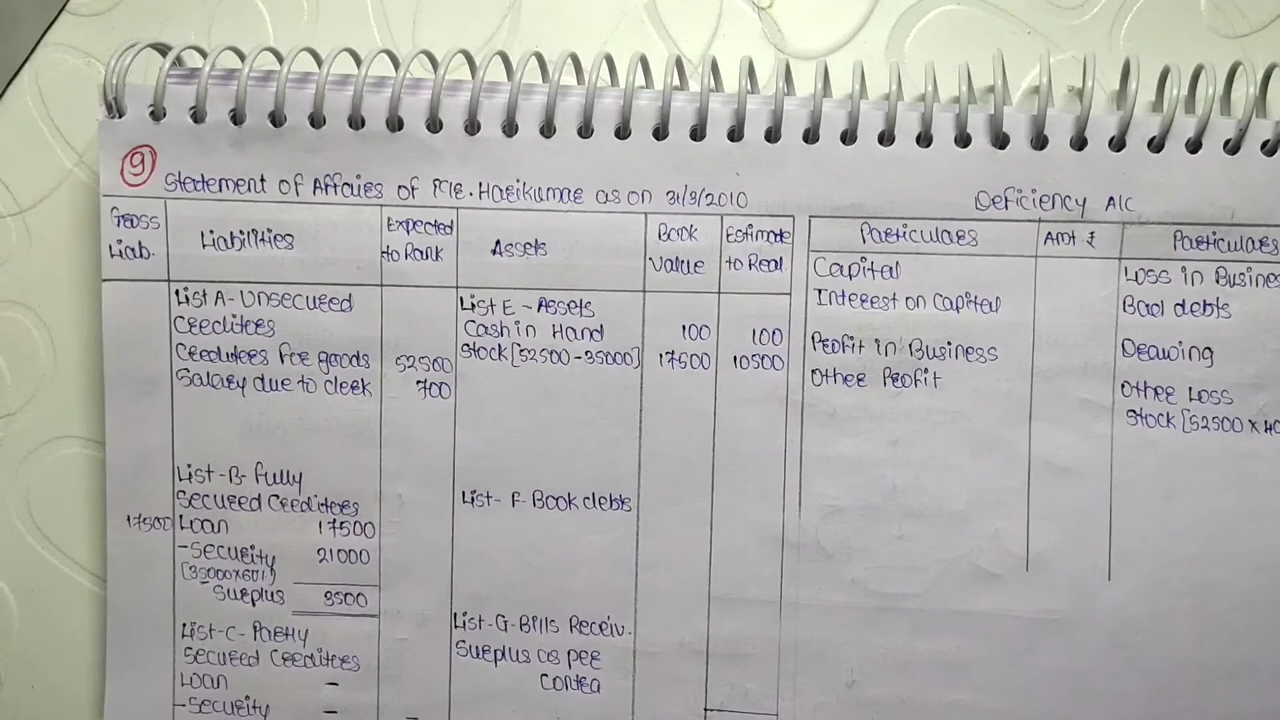 9
Statement of Affairs of Mr. Harikumar as on 31/3/2010
Gross Liab.
Liabilities
Expected to Rank
Assets
Book Value
Estimate to Real.
List A - Unsecured
Creditors
Creditors for goods 52500
Salary due to clerk 700
List-B- Fully
Secured Creditors
17500 Loan 17500
-Security 21000
[35000x60%]
Surplus 3500
List-C- Partly
Secured Creditors
Loan -
-Security -
List E - Assets
Cash in Hand 100 100
Stock [52500-35000] 17500 10500
List- F- Book debts
List-G-Bills Receiv.
Surplus as per
contra
Deficiency A/C
Particulars
Amt ₹
Particulars
Capital
Interest on Capital
Profit in Business
Other Profit
Loss in Busines
Bad debts
Drawing
Other Loss
Stock [52500x40